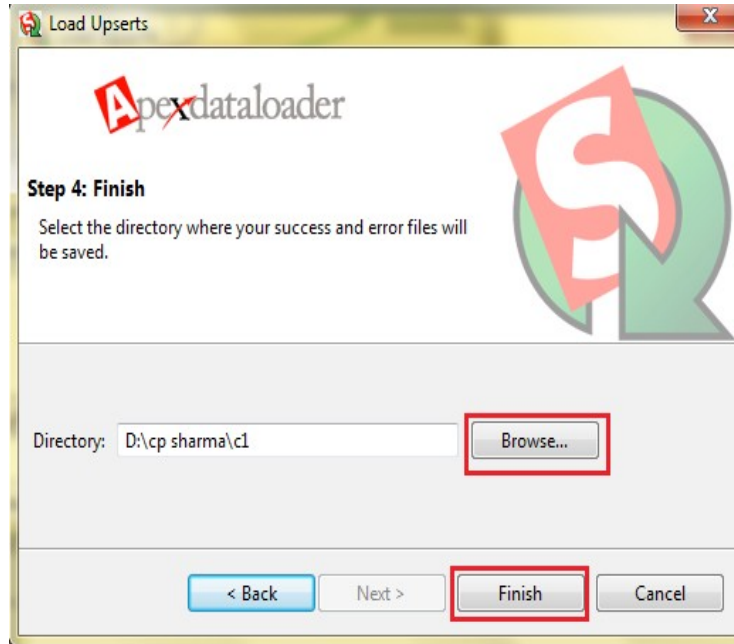 Load Upserts
X
Apexdataloader
Step 4: Finish
Select the directory where your success and error files will
be saved.
Directory: D:\cp sharma\c1 Browse...
< Back Next > Finish Cancel